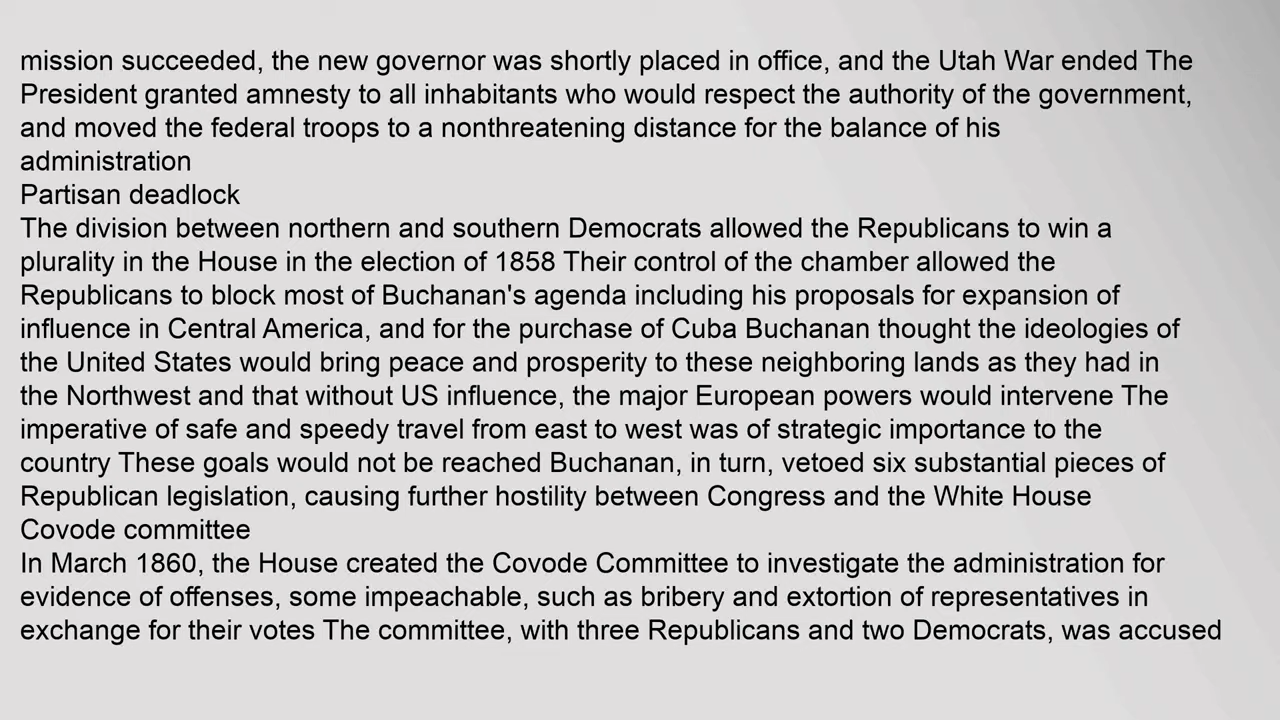 mission succeeded, the new governor was shortly placed in office, and the Utah War ended The
President granted amnesty to all inhabitants who would respect the authority of the government,
and moved the federal troops to a nonthreatening distance for the balance of his
administration
Partisan deadlock
The division between northern and southern Democrats allowed the Republicans to win a
plurality in the House in the election of 1858 Their control of the chamber allowed the
Republicans to block most of Buchanan's agenda including his proposals for expansion of
influence in Central America, and for the purchase of Cuba Buchanan thought the ideologies of
the United States would bring peace and prosperity to these neighboring lands as they had in
the Northwest and that without US influence, the major European powers would intervene The
imperative of safe and speedy travel from east to west was of strategic importance to the
country These goals would not be reached Buchanan, in turn, vetoed six substantial pieces of
Republican legislation, causing further hostility between Congress and the White House
Covode committee
In March 1860, the House created the Covode Committee to investigate the administration for
evidence of offenses, some impeachable, such as bribery and extortion of representatives in
exchange for their votes The committee, with three Republicans and two Democrats, was accused